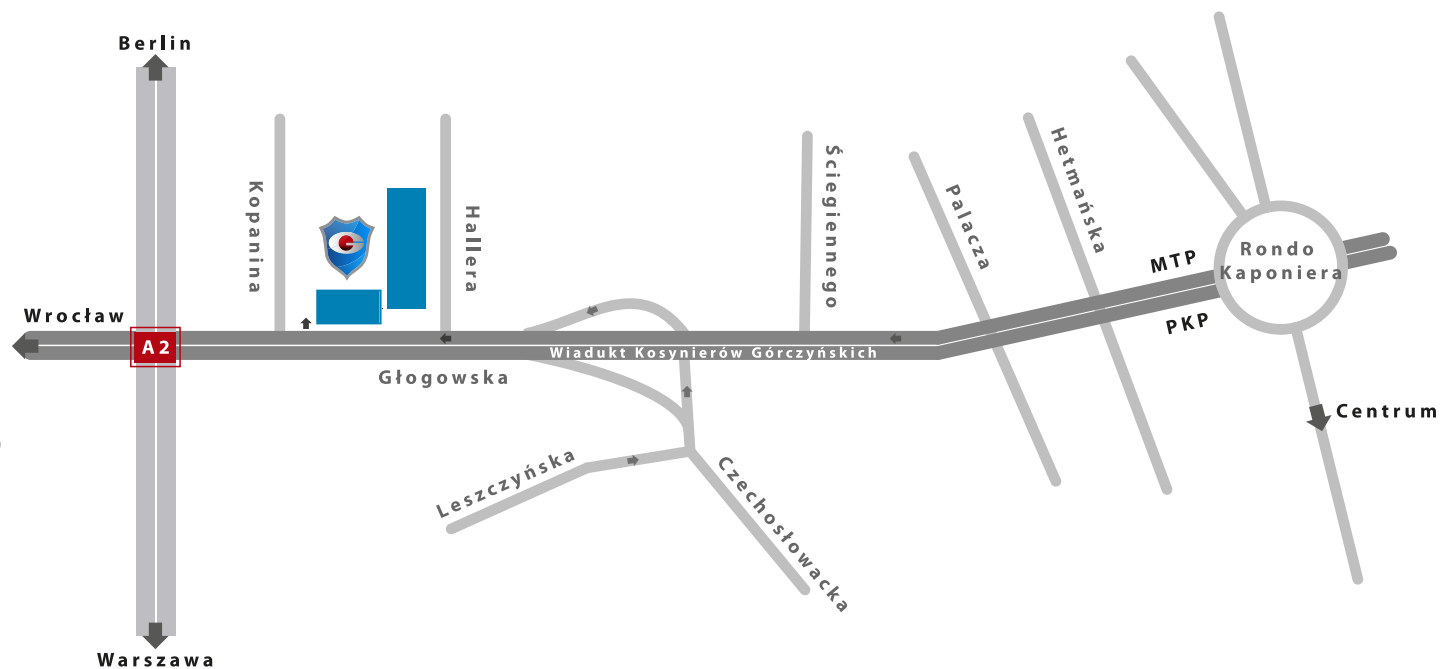 Berlin
Kopanina
Hallera
Ściegiennego
Palacza
Hetmańska
MTP
Rondo
Kaponiera
PKP
Wrocław
A2
Wiadukt Kosynierów Górczyńskich
Głogowska
Centrum
Leszczyńska
Czechosłowacka
Warszawa